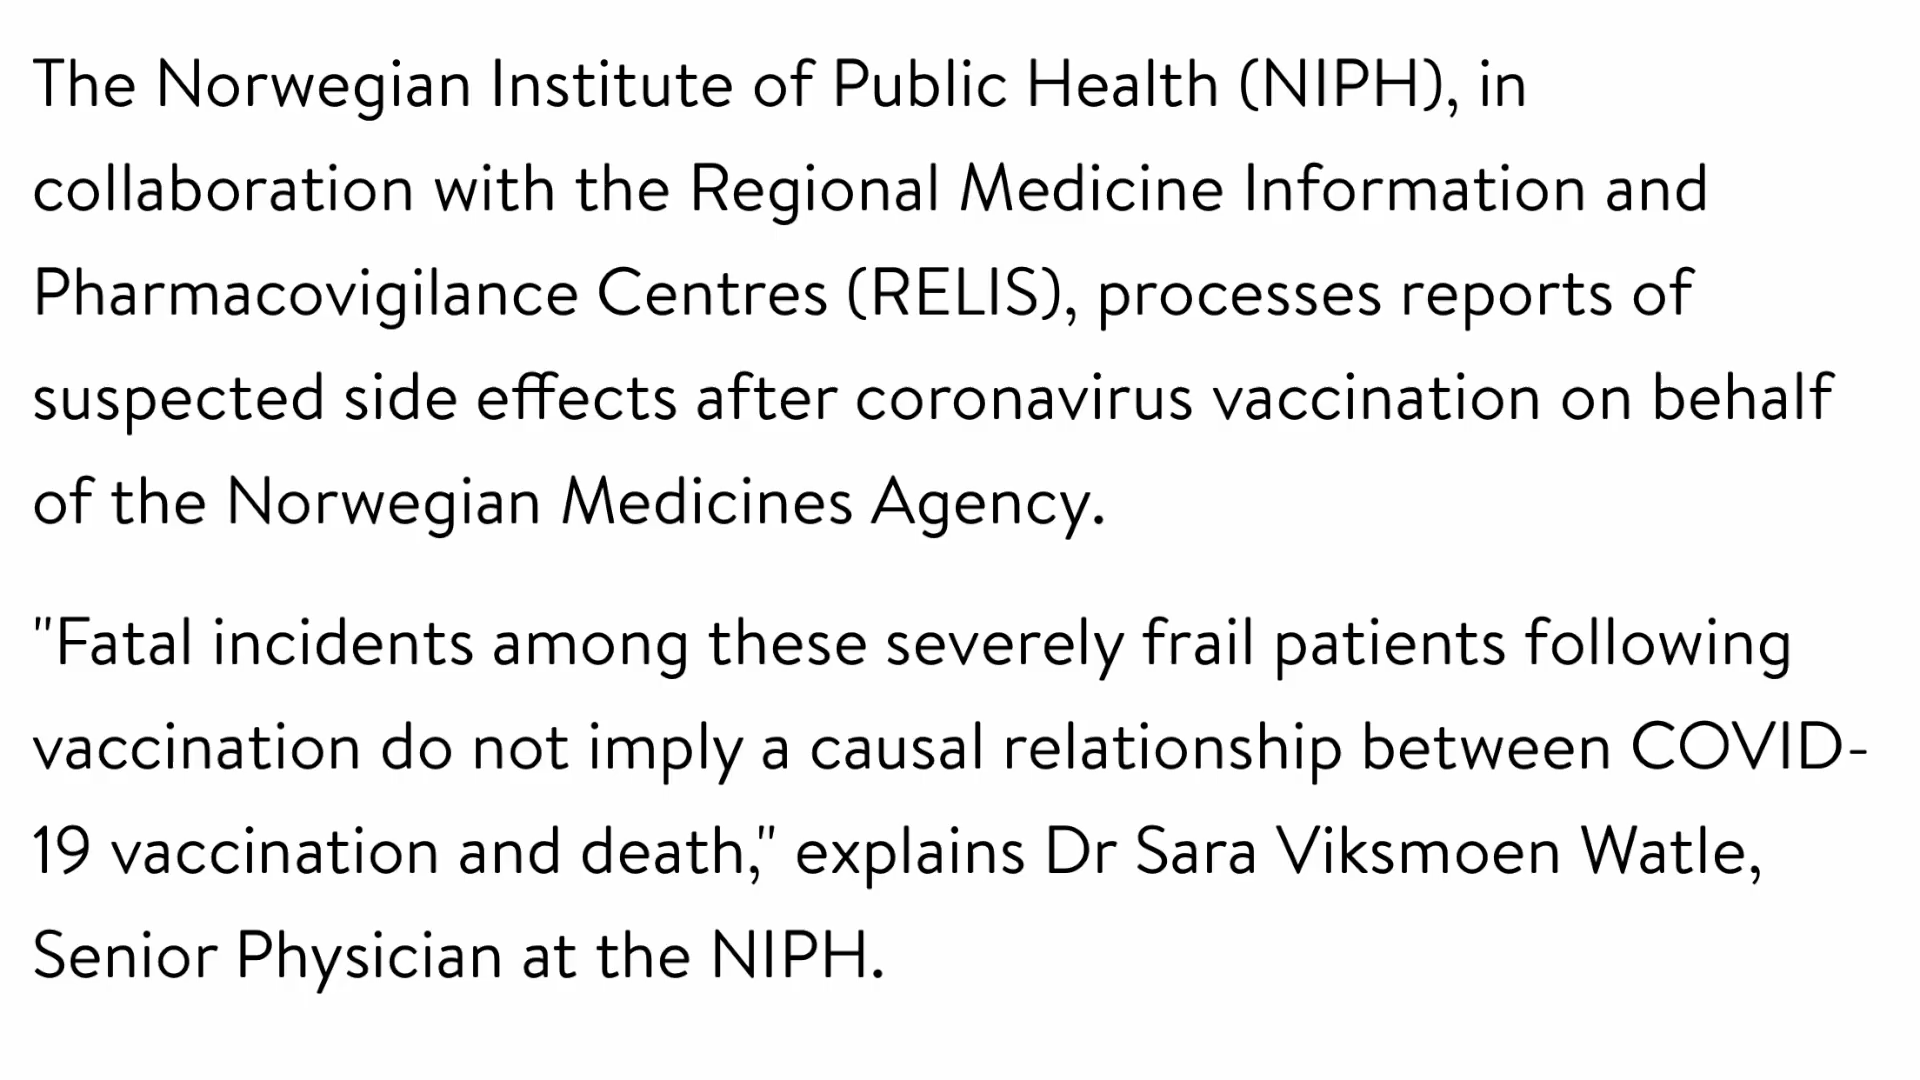 The Norwegian Institute of Public Health (NIPH), in
collaboration with the Regional Medicine Information and
Pharmacovigilance Centres (RELIS), processes reports of
suspected side effects after coronavirus vaccination on behalf
of the Norwegian Medicines Agency.
"Fatal incidents among these severely frail patients following
vaccination do not imply a causal relationship between COVID-
19 vaccination and death," explains Dr Sara Viksmoen Watle,
Senior Physician at the NIPH.